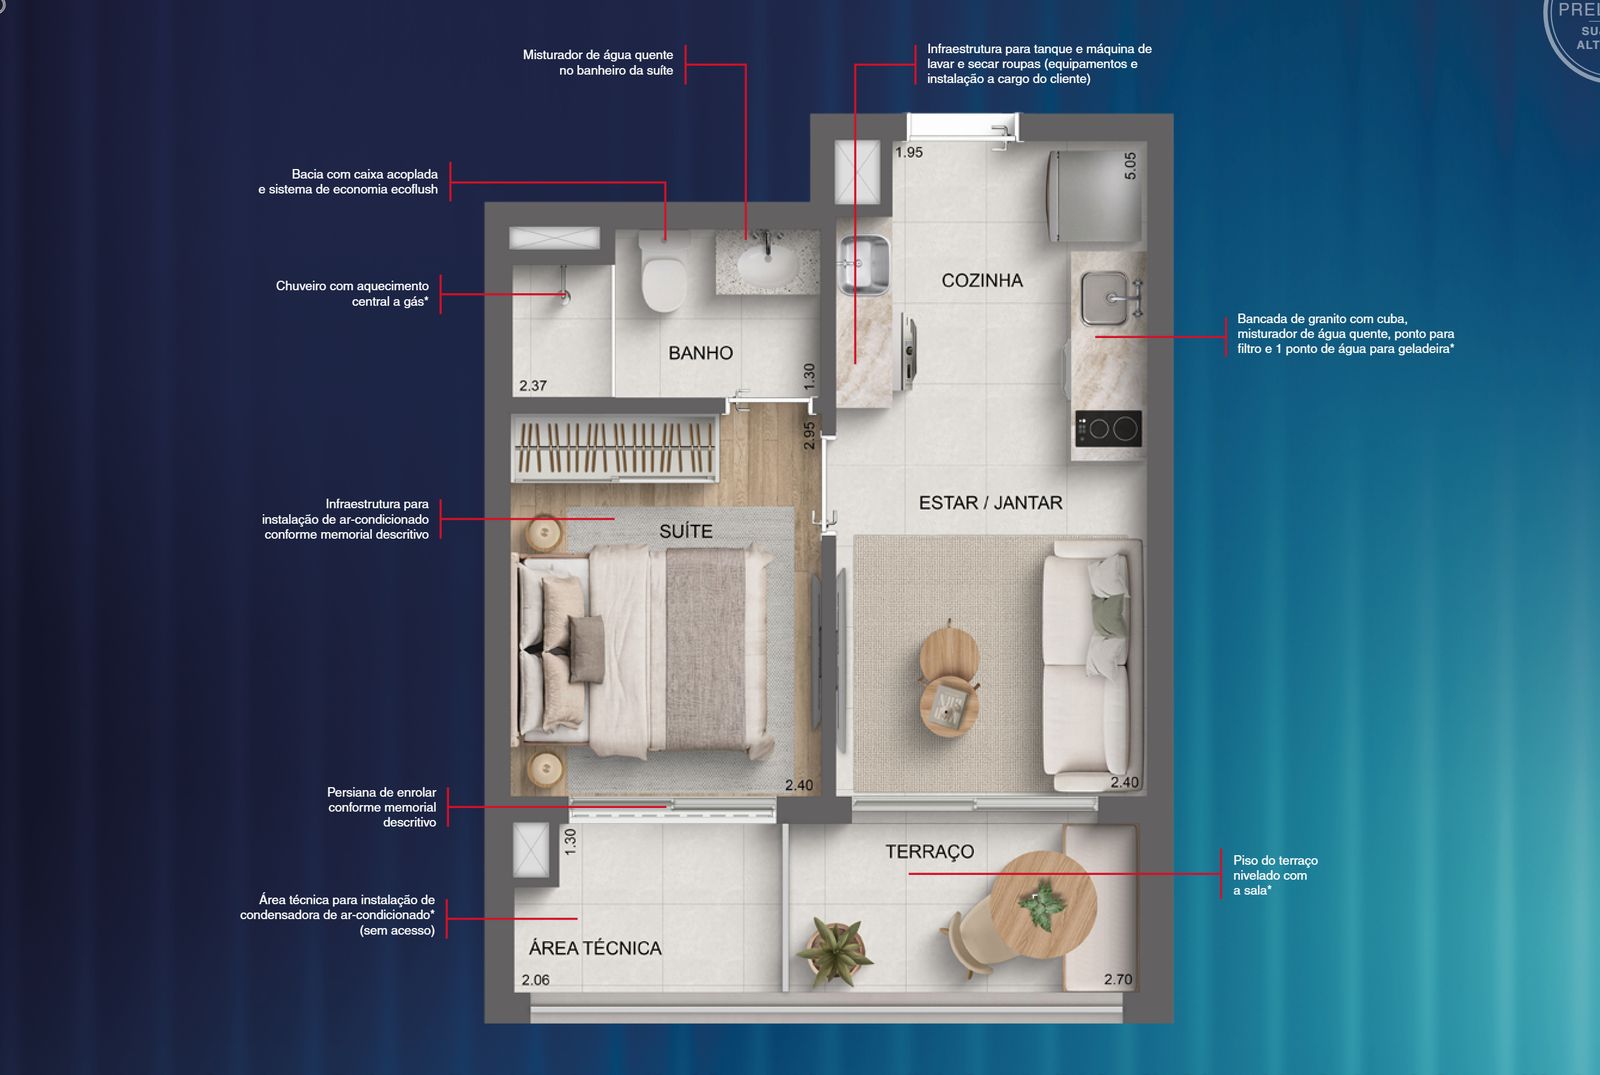 PREL
SU
ALT
Misturador de água quente
no banheiro da suíte
Infraestrutura para tanque e máquina de
lavar e secar roupas (equipamentos e
instalação a cargo do cliente)
Bacia com caixa acoplada
e sistema de economia ecoflush
Chuveiro com aquecimento
central a gás*
Bancada de granito com cuba,
misturador de água quente, ponto para
filtro e 1 ponto de água para geladeira*
Infraestrutura para
instalação de ar-condicionado
conforme memorial descritivo
Persiana de enrolar
conforme memorial
descritivo
Área técnica para instalação de
condensadora de ar-condicionado*
(sem acesso)
Piso do terraço
nivelado com
a sala*
1.95
5.05
COZINHA
BANHO
2.37
1.30
2.95
ESTAR / JANTAR
SUÍTE
2.40
2.40
1.30
TERRAÇO
ÁREA TÉCNICA
2.06
2.70